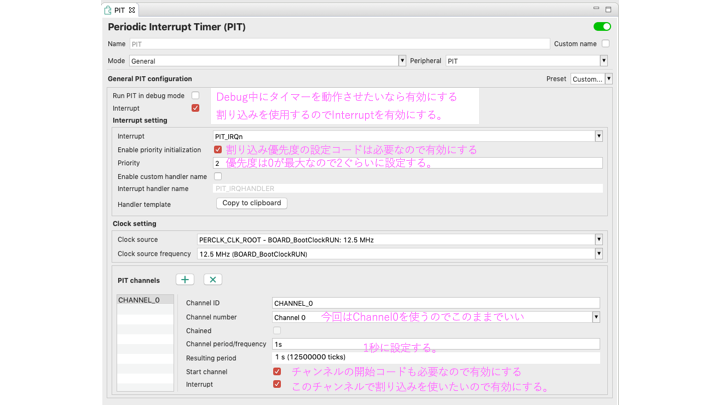 PIT
Periodic Interrupt Timer (PIT)
Name PIT Custom name
Mode General Peripheral PIT
General PIT configuration Preset Custom...
Run PIT in debug mode Debug中にタイマーを動作させたいなら有効にする
Interrupt 割り込みを使用するのでInterruptを有効にする。
Interrupt setting
Interrupt PIT_IRQn
Enable priority initialization 割り込み優先度の設定コードは必要なので有効にする
Priority 2 優先度は0が最大なので2ぐらいに設定する。
Enable custom handler name
Interrupt handler name PIT_IRQHANDLER
Handler template Copy to clipboard
Clock setting
Clock source PERCLK_CLK_ROOT - BOARD_BootClockRUN: 12.5 MHz
Clock source frequency 12.5 MHz (BOARD_BootClockRUN)
PIT channels
CHANNEL_0
Channel ID CHANNEL_0
Channel number Channel 0 今回はChannel0を使うのでこのままでいい
Chained
Channel period/frequency 1s
1秒に設定する。
Resulting period 1 s (12500000 ticks)
Start channel チャンネルの開始コードも必要なので有効にする
Interrupt このチャンネルで割り込みを使いたいので有効にする。